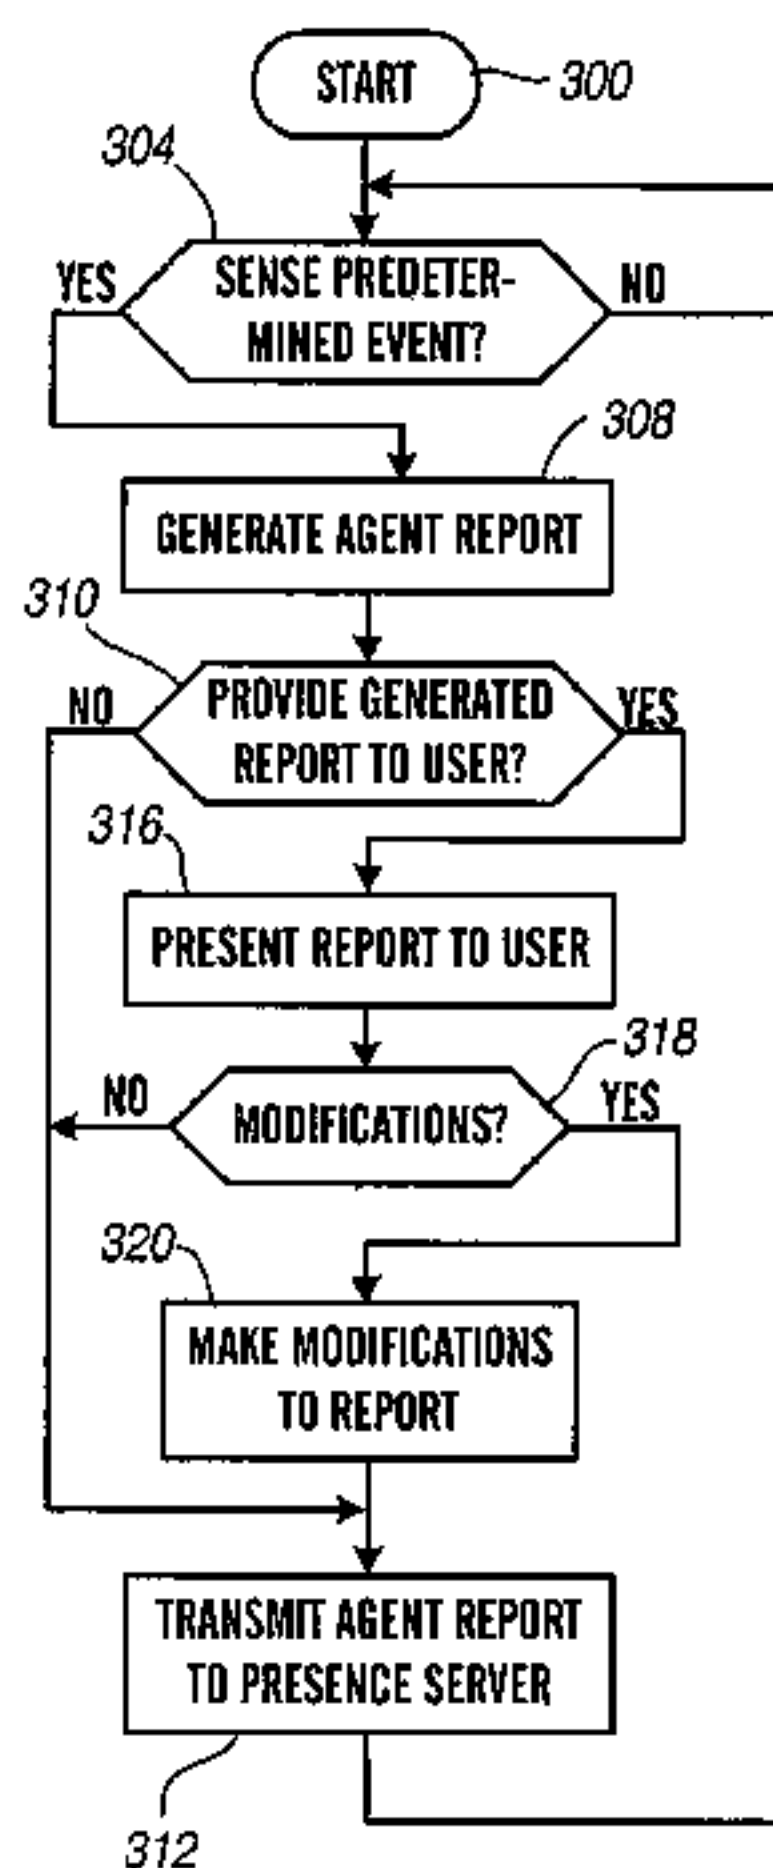 START
300
304
YES
SENSE PREDETER-
MINED EVENT?
NO
308
GENERATE AGENT REPORT
310
NO
PROVIDE GENERATED
REPORT TO USER?
YES
316
PRESENT REPORT TO USER
318
NO
MODIFICATIONS?
YES
320
MAKE MODIFICATIONS
TO REPORT
TRANSMIT AGENT REPORT
TO PRESENCE SERVER
312